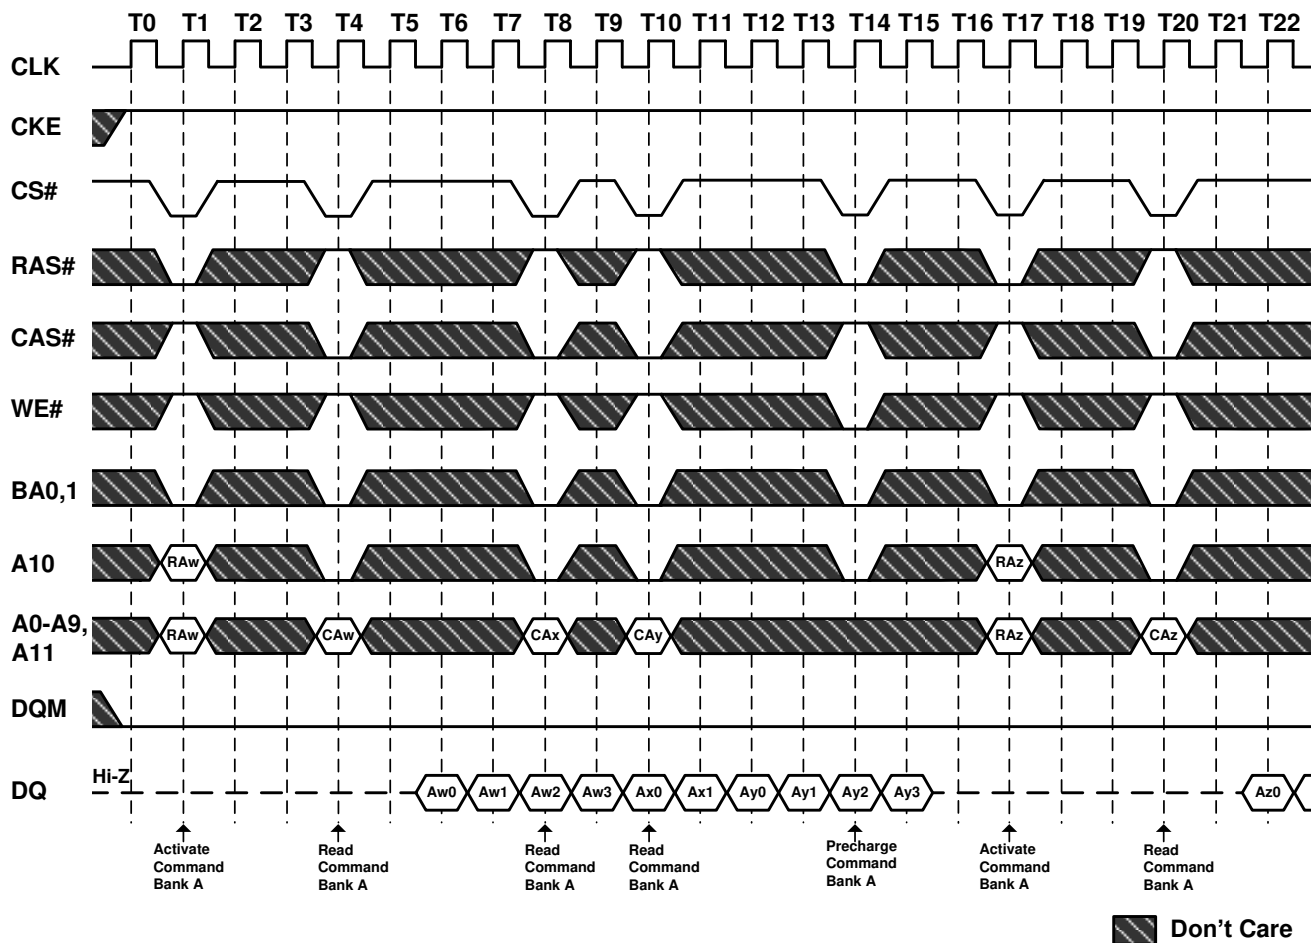 T0 T1 T2 T3 T4 T5 T6 T7 T8 T9 T10 T11 T12 T13 T14 T15 T16 T17 T18 T19 T20 T21 T22
CLK
CKE
CS#
RAS#
CAS#
WE#
BA0,1
A10 RAw RAz
A0-A9,
A11
RAw CAw CAx CAy RAz CAz
DQM
Hi-Z
DQ Aw0 Aw1 Aw2 Aw3 Ax0 Ax1 Ay0 Ay1 Ay2 Ay3 Az0
Activate
Command
Bank A
Read
Command
Bank A
Read
Command
Bank A
Read
Command
Bank A
Precharge
Command
Bank A
Activate
Command
Bank A
Read
Command
Bank A
Don't Care